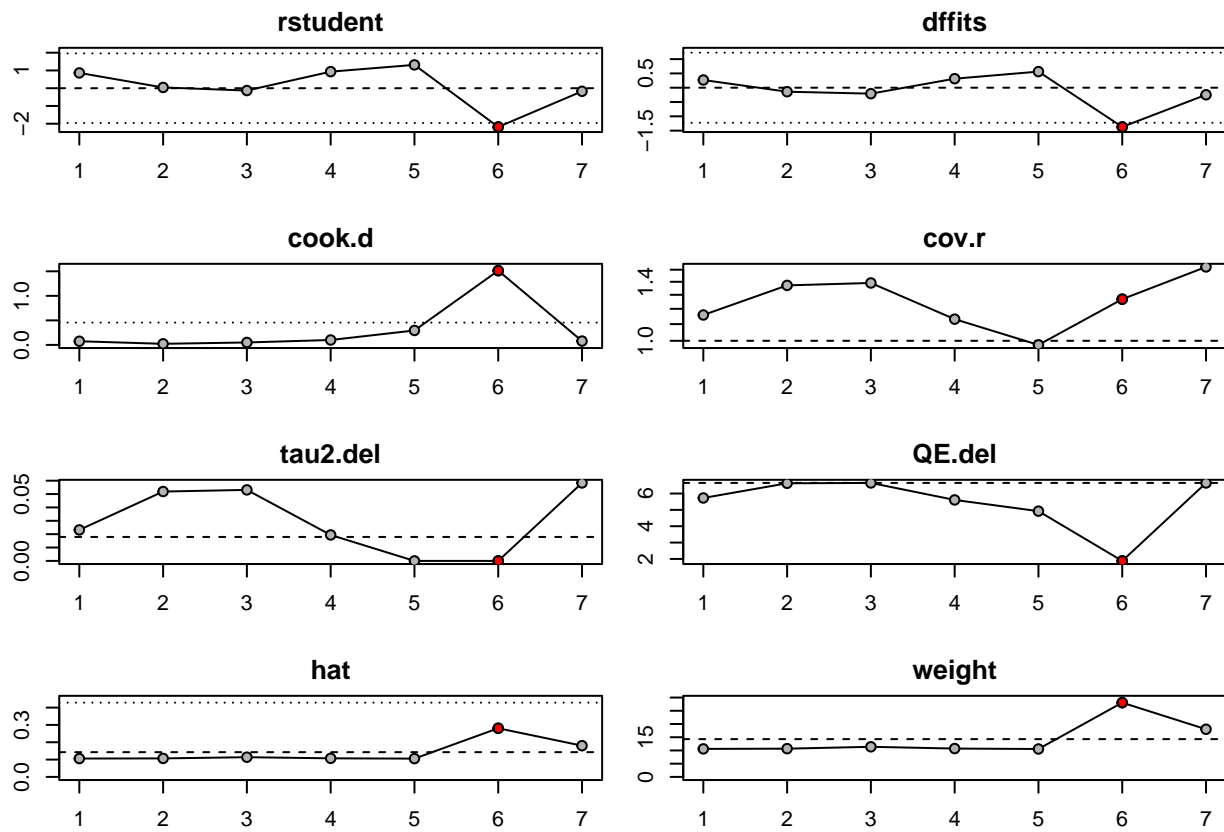 rstudent
1
−2
1 2 3 4 5 6 7
dffits
0.5
−1.5
1 2 3 4 5 6 7
cook.d
1.0
0.0
1 2 3 4 5 6 7
cov.r
1.4
1.0
1 2 3 4 5 6 7
tau2.del
0.05
0.00
1 2 3 4 5 6 7
QE.del
6
4
2
1 2 3 4 5 6 7
hat
0.3
0.0
1 2 3 4 5 6 7
weight
15
0
1 2 3 4 5 6 7